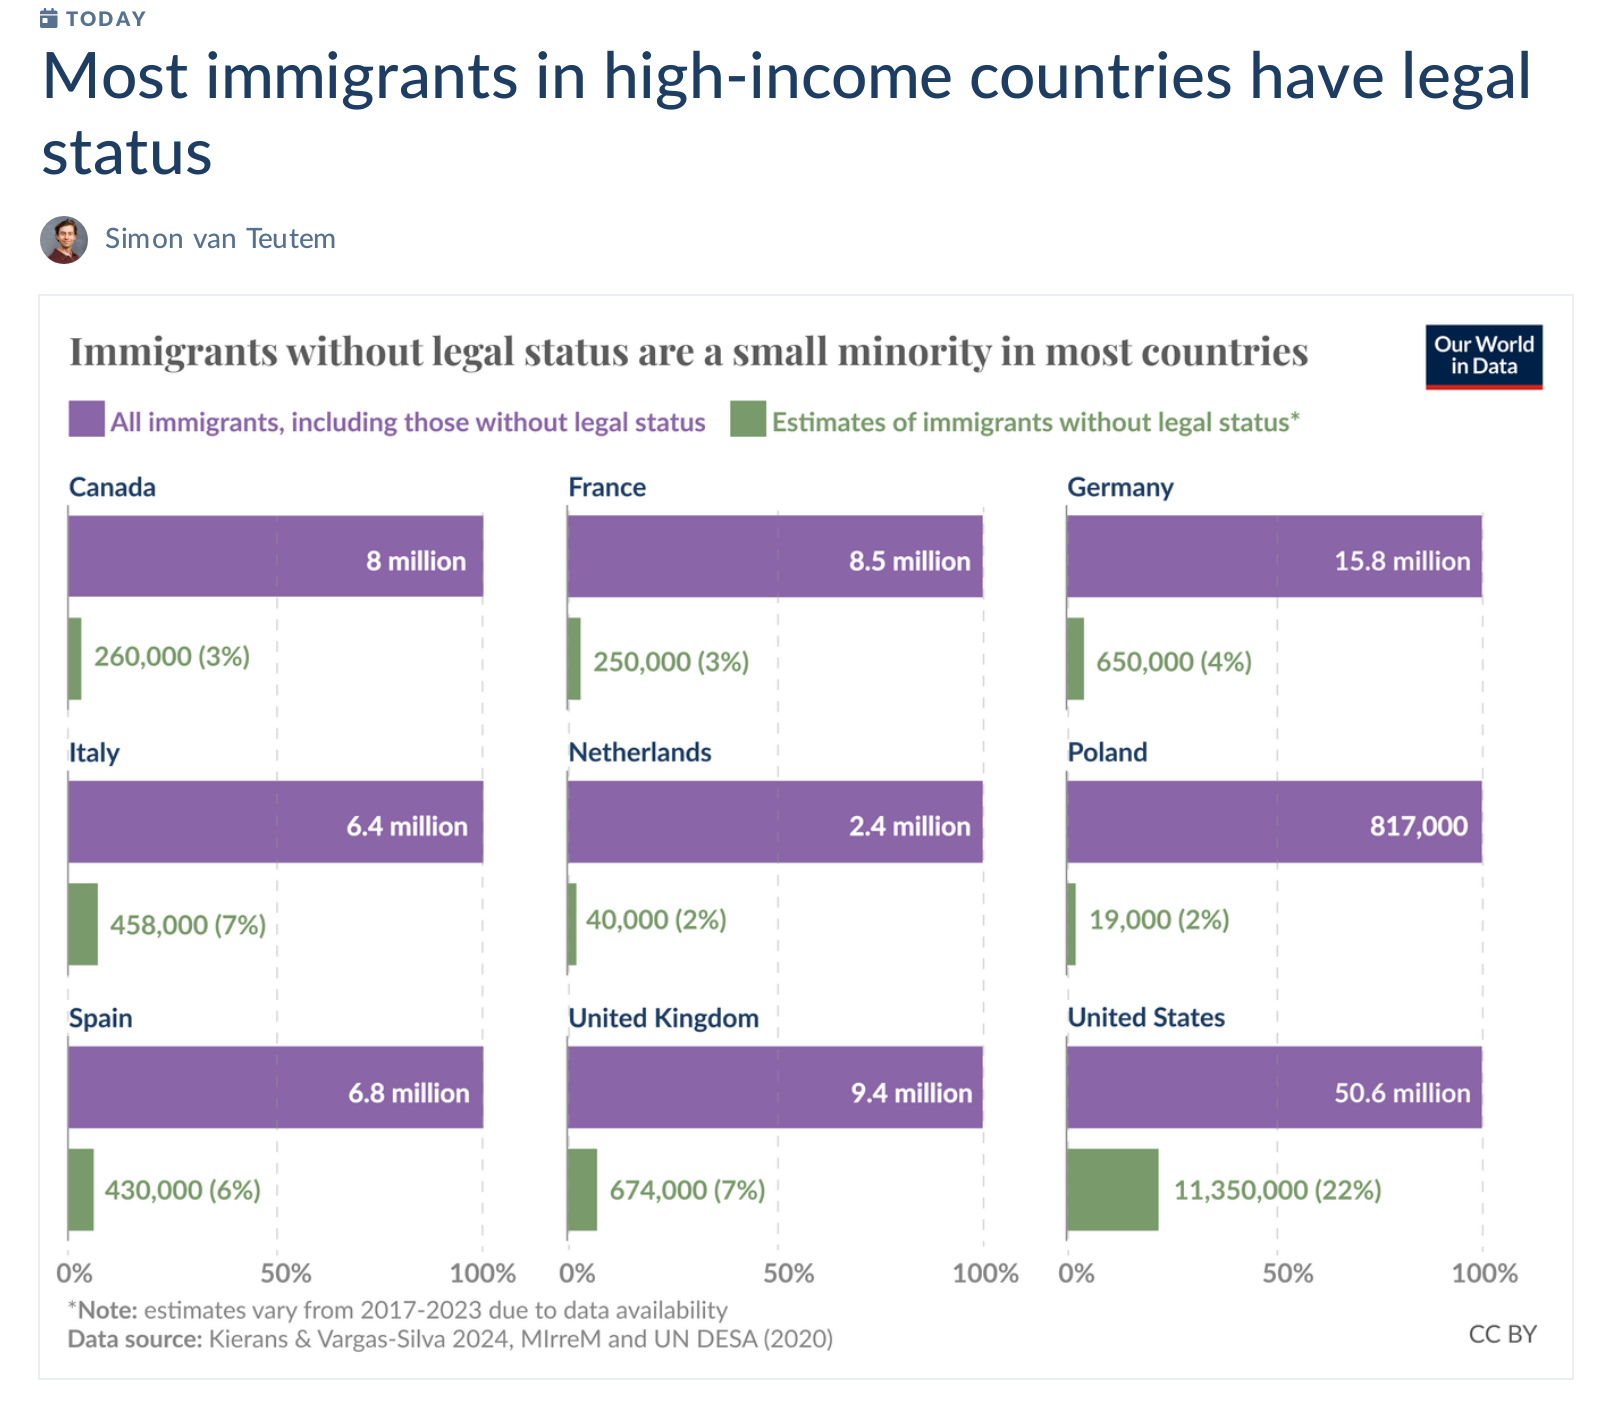 TODAY
Most immigrants in high-income countries have legal
status
Simon van Teutem
Immigrants without legal status are a small minority in most countries
Our World
in Data
All immigrants, including those without legal status
Estimates of immigrants without legal status*
Canada
8 million
260,000 (3%)
France
8.5 million
250,000 (3%)
Germany
15.8 million
650,000 (4%)
Italy
6.4 million
458,000 (7%)
Netherlands
2.4 million
40,000 (2%)
Poland
817,000
19,000 (2%)
Spain
6.8 million
430,000 (6%)
United Kingdom
9.4 million
674,000 (7%)
United States
50.6 million
11,350,000 (22%)
0% 50% 100%
0% 50% 100%
0% 50% 100%
*Note: estimates vary from 2017-2023 due to data availability
Data source: Kierans & Vargas-Silva 2024, MIrreM and UN DESA (2020)
CC BY